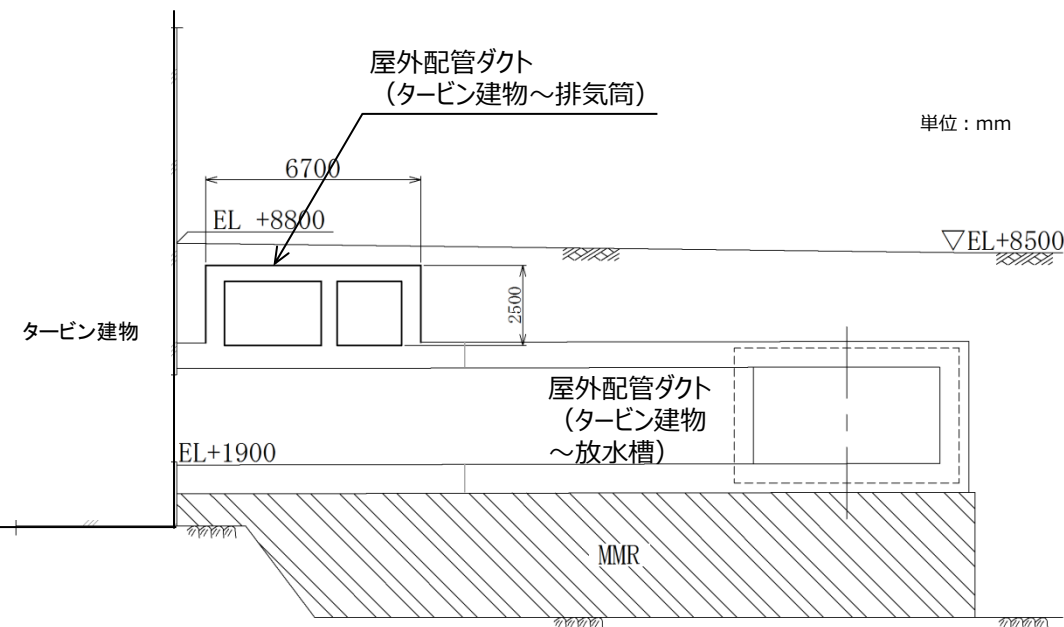 屋外配管ダクト
（タービン建物～排気筒）
単位：mm
6700
EL +8800
▽EL+8500
2500
タービン建物
屋外配管ダクト
（タービン建物
～放水槽）
EL+1900
MMR